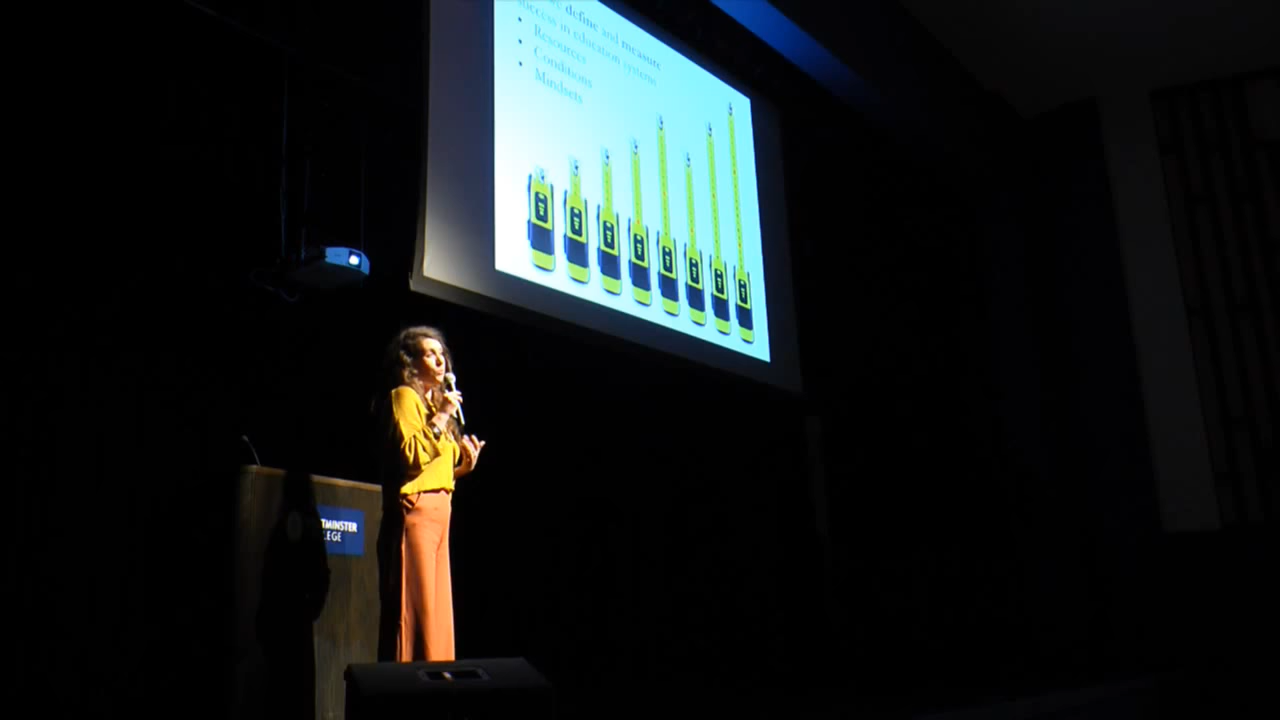 define and measure
success in education systems
• Resources
• Conditions
• Mindsets
TMINSTER
LEGE